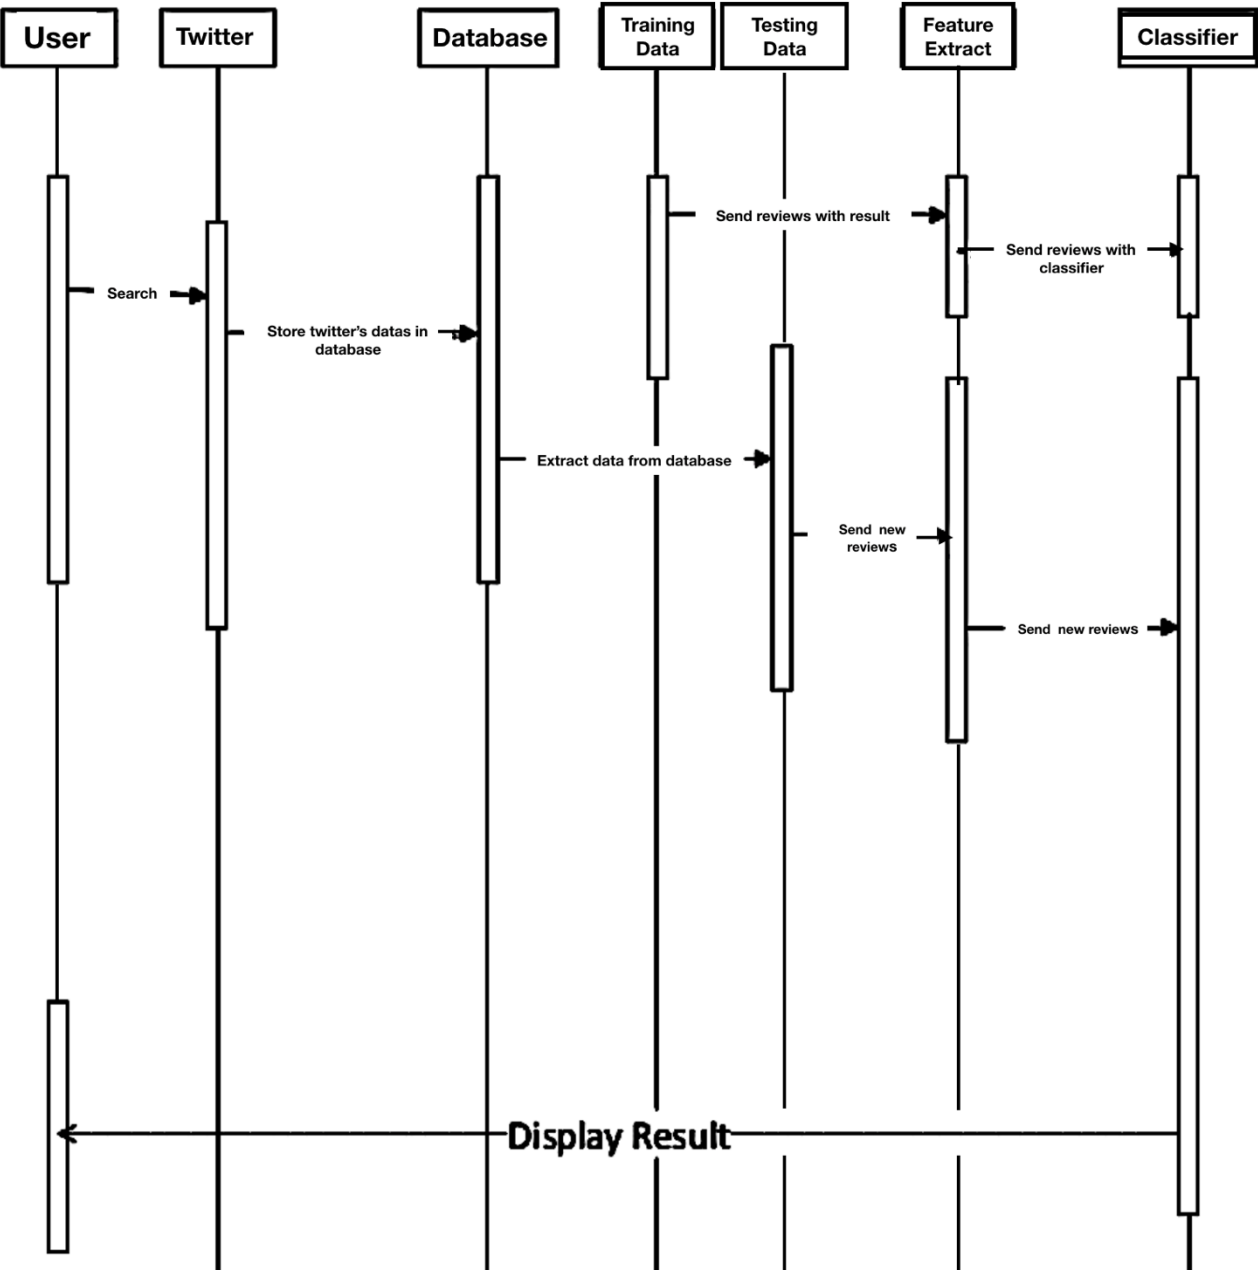 User
Twitter
Database
Training
Data
Testing
Data
Feature
Extract
Classifier
Send reviews with result
Send reviews with
classifier
Search
Store twitter's datas in
database
Extract data from database
Send  new
reviews
Send  new reviews
Display Result